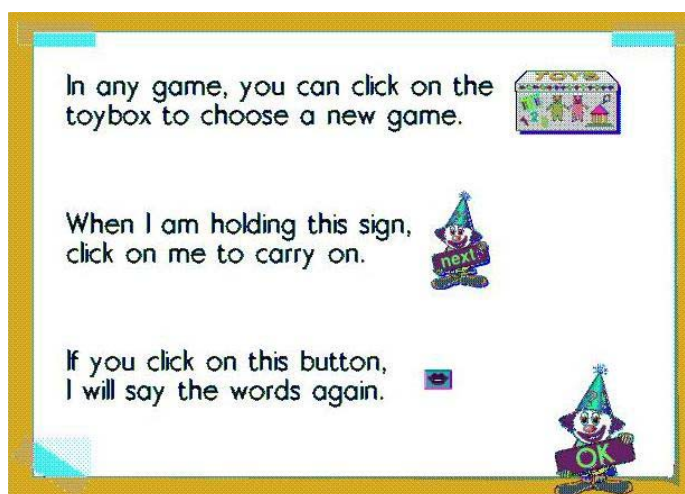 In any game, you can click on the
toybox to choose a new game.
TOYS
When I am holding this sign,
click on me to carry on.
next
If you click on this button,
I will say the words again.
OK